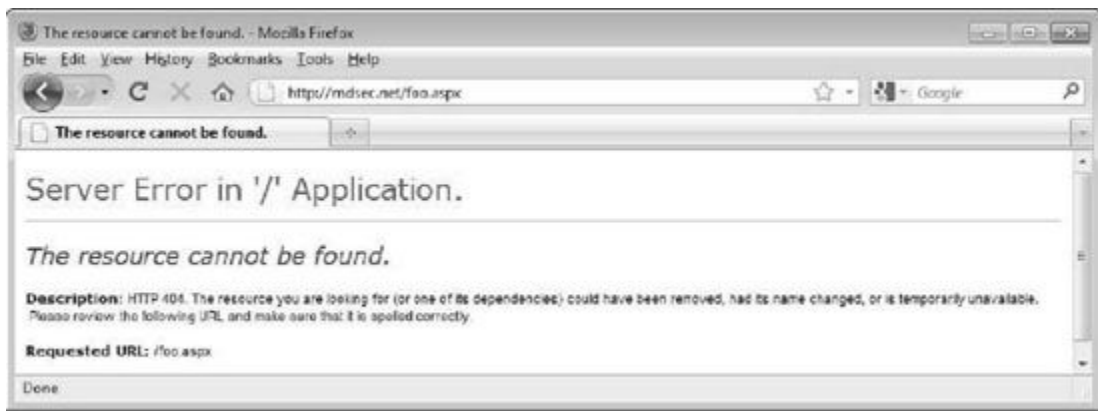 The resource cannot be found. - Mozilla Firefox
File Edit View History Bookmarks Tools Help
http://mdsec.net/foo.aspx
Google
The resource cannot be found.
Server Error in '/' Application.
The resource cannot be found.
Description: HTTP 404. The resource you are looking for (or one of its dependencies) could have been removed, had its name changed, or is temporarily unavailable.
Please review the following URL and make sure that it is spelled correctly.
Requested URL: /foo.aspx
Done